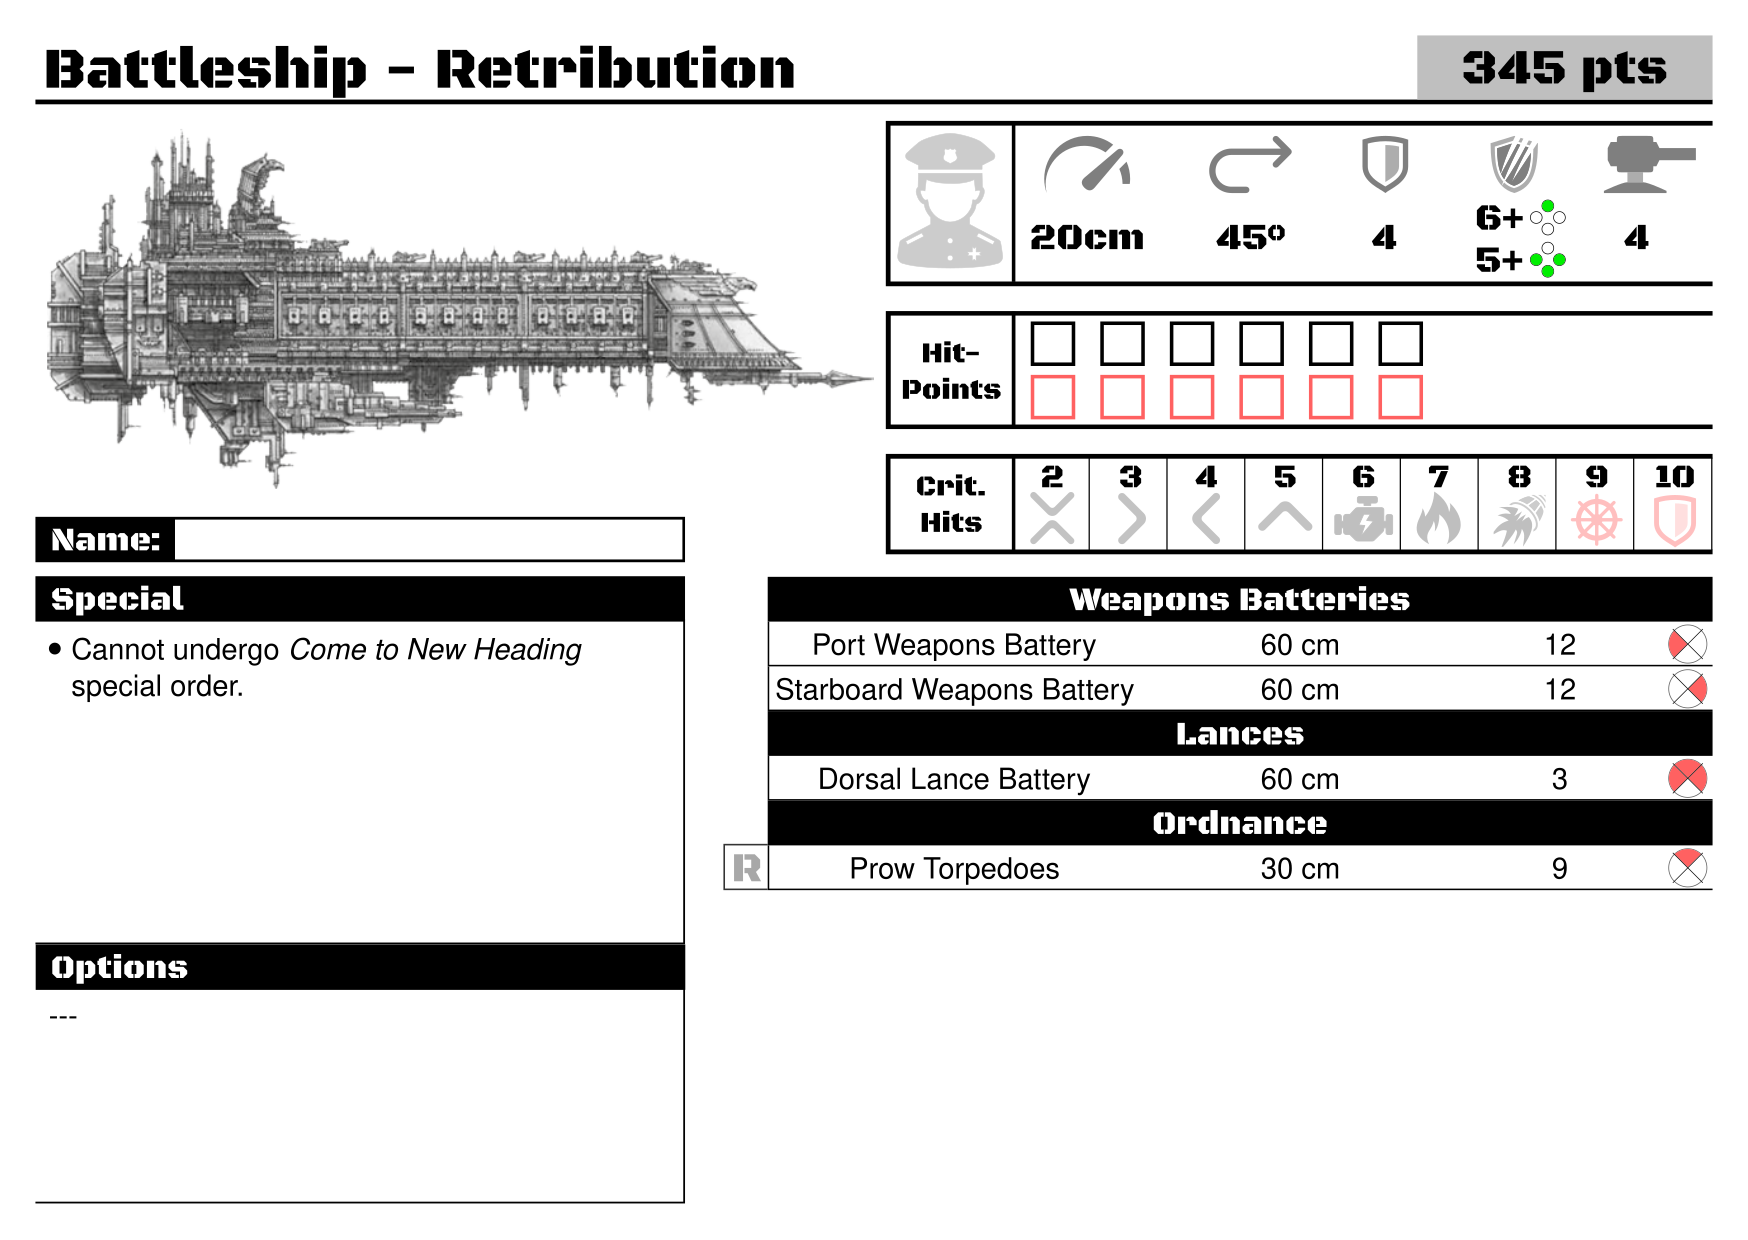 Battleship – Retribution
345 pts
20cm
45º
4
6+
5+
4
Hit-
Points
Crit.
Hits
2 3 4 5 6 7 8 9 10
Name:
Special
• Cannot undergo Come to New Heading
special order.
Options
---
Weapons Batteries
Port Weapons Battery 60 cm 12
Starboard Weapons Battery 60 cm 12
Lances
Dorsal Lance Battery 60 cm 3
Ordnance
R Prow Torpedoes 30 cm 9